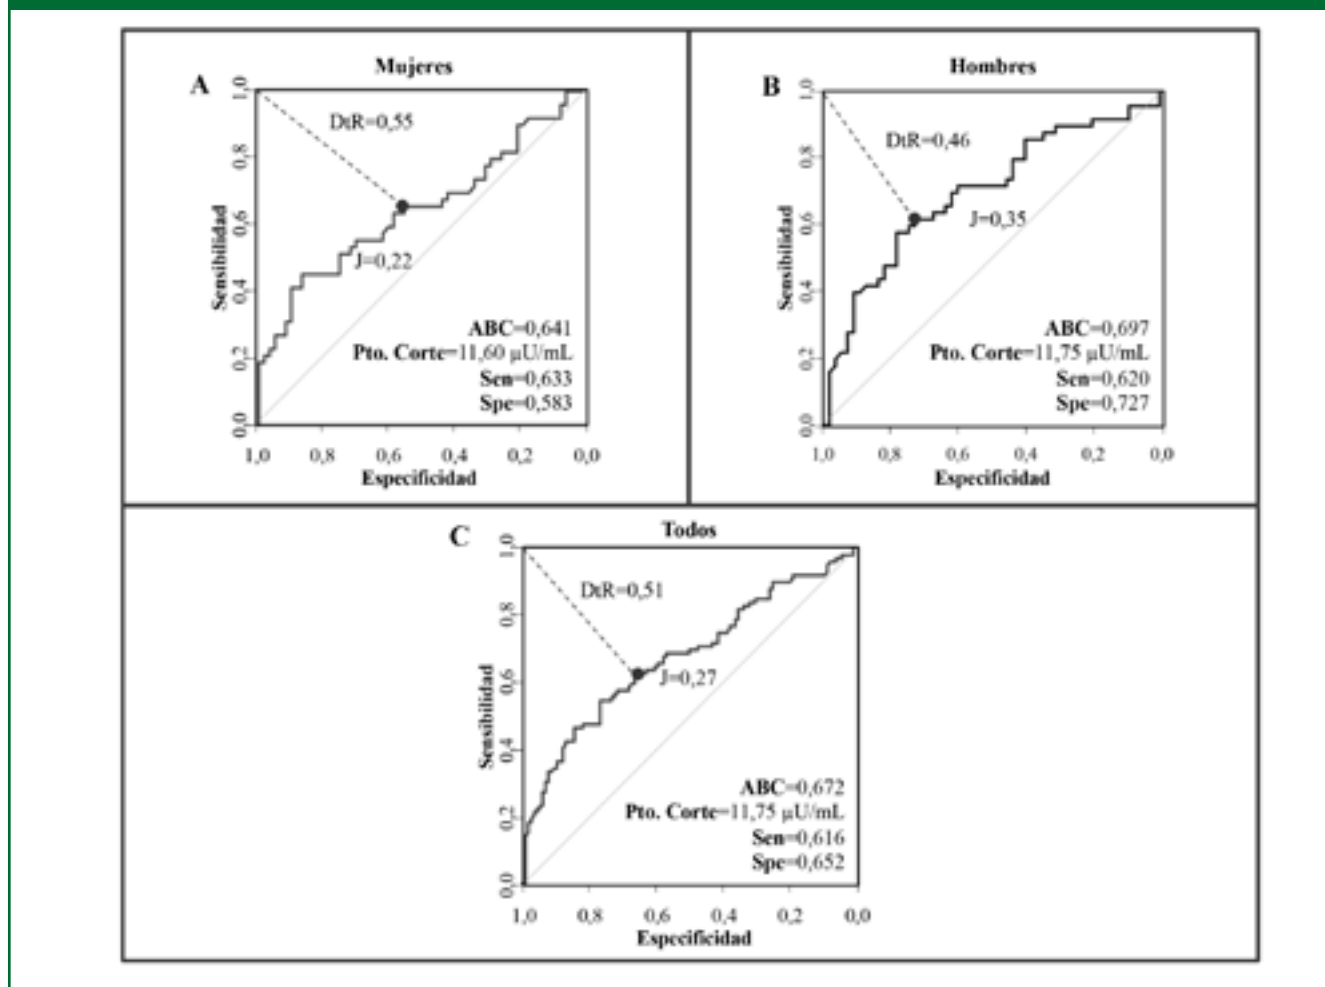 A
Mujeres
1,0
0,8
0,6
0,4
0,2
0,0
Sensibilidad
DtR=0,55
J=0,22
ABC=0,641
Pto. Corte=11,60 µU/mL
Sen=0,633
Spe=0,583
1,0 0,8 0,6 0,4 0,2 0,0
Especificidad
B
Hombres
1,0
0,8
0,6
0,4
0,2
0,0
Sensibilidad
DtR=0,46
J=0,35
ABC=0,697
Pto. Corte=11,75 µU/mL
Sen=0,620
Spe=0,727
1,0 0,8 0,6 0,4 0,2 0,0
Especificidad
C
Todos
1,0
0,8
0,6
0,4
0,2
0,0
Sensibilidad
DtR=0,51
J=0,27
ABC=0,672
Pto. Corte=11,75 µU/mL
Sen=0,616
Spe=0,652
1,0 0,8 0,6 0,4 0,2 0,0
Especificidad